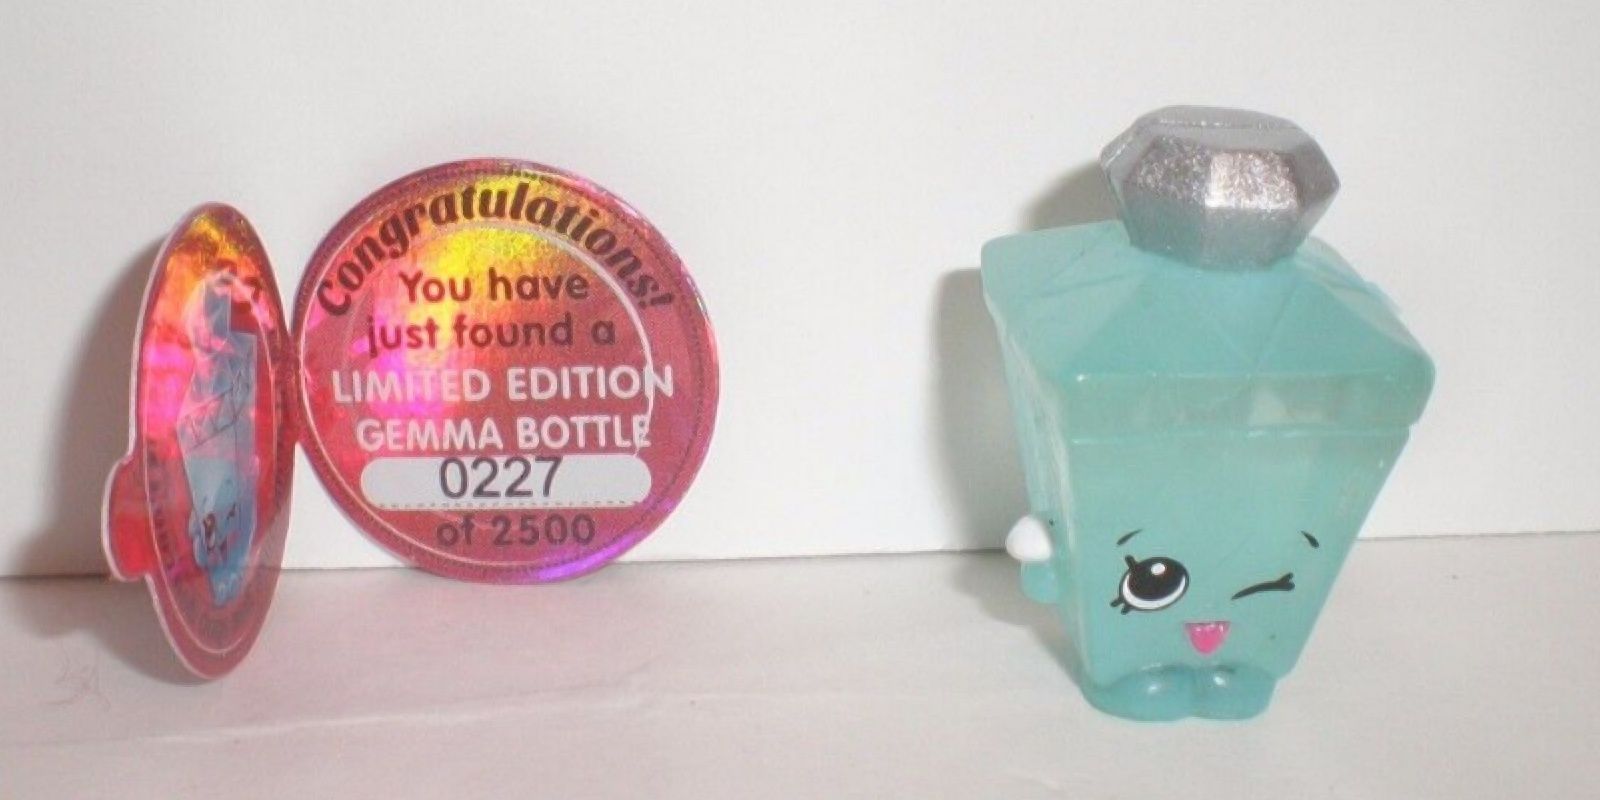 Congratulations!
You have
just found a
LIMITED EDITION
GEMMA BOTTLE
0227
of 2500